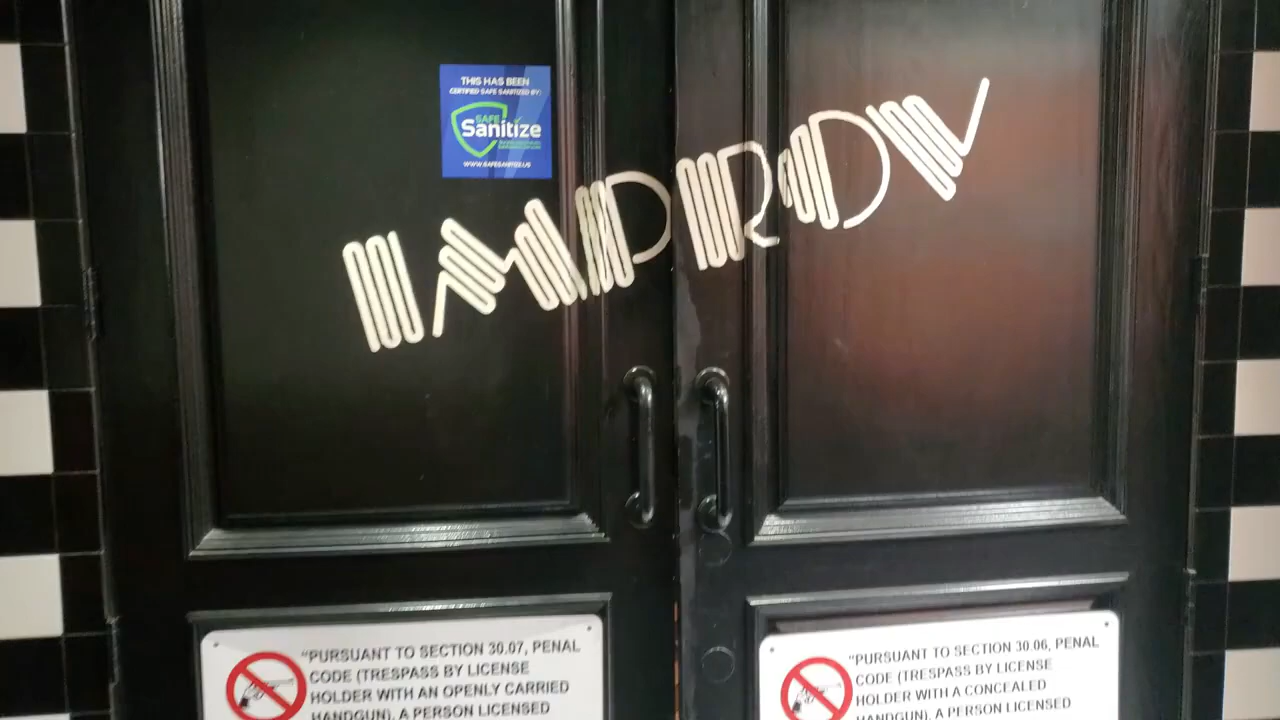 THIS HAS BEEN
CERTIFIED SAFE SANITIZED BY:
SAFE
Sanitize
WWW.SAFESANITIZE.US
IMPROV
"PURSUANT TO SECTION 30.07, PENAL
CODE (TRESPASS BY LICENSE
HOLDER WITH AN OPENLY CARRIED
HANDGUN), A PERSON LICENSED
"PURSUANT TO SECTION 30.06, PENAL
CODE (TRESPASS BY LICENSE
HOLDER WITH A CONCEALED
HANDGUN), A PERSON LICENSED